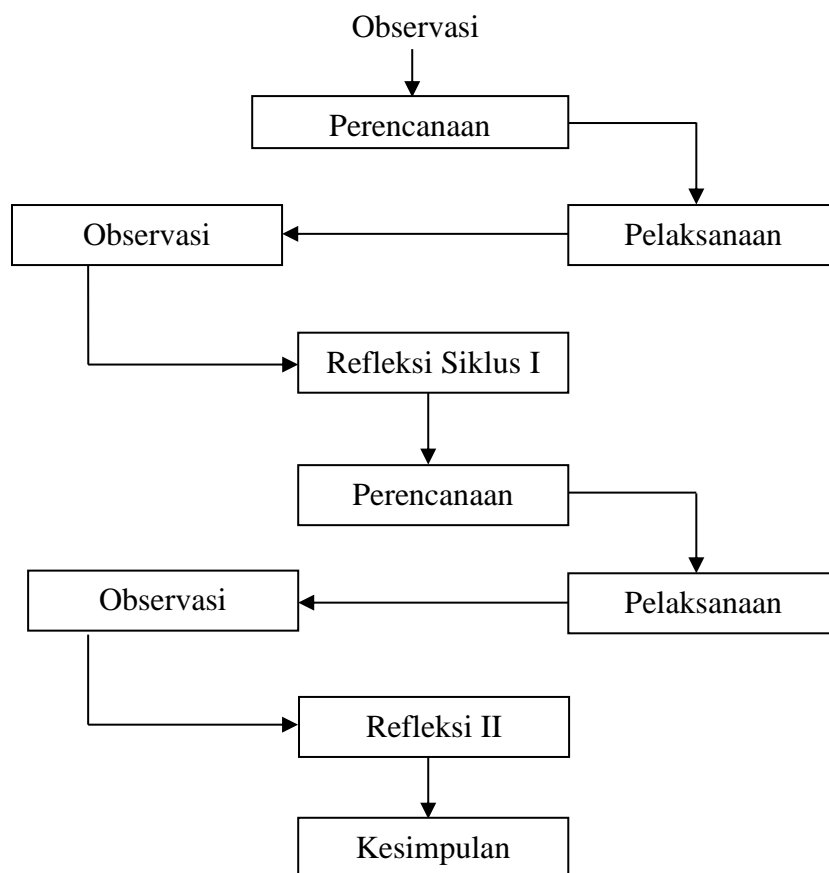 Observasi
Perencanaan
Observasi
Pelaksanaan
Refleksi Siklus I
Perencanaan
Observasi
Pelaksanaan
Refleksi II
Kesimpulan